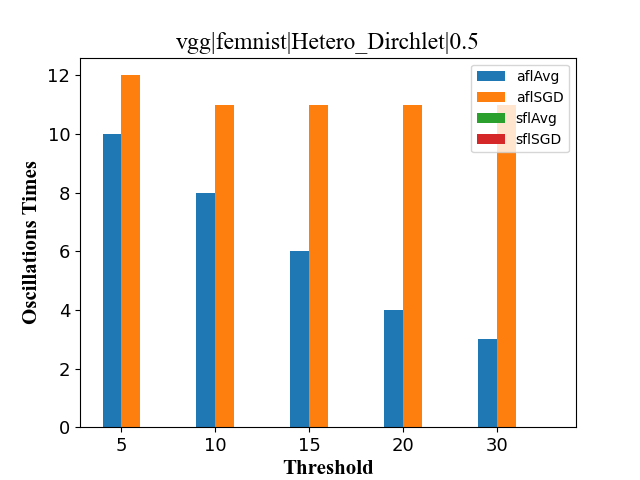 vgg|femnist|Hetero_Dirchlet|0.5
12
10
8
6
4
2
0
Oscillations Times
aflAvg
aflSGD
sflAvg
sflSGD
5 10 15 20 30
Threshold